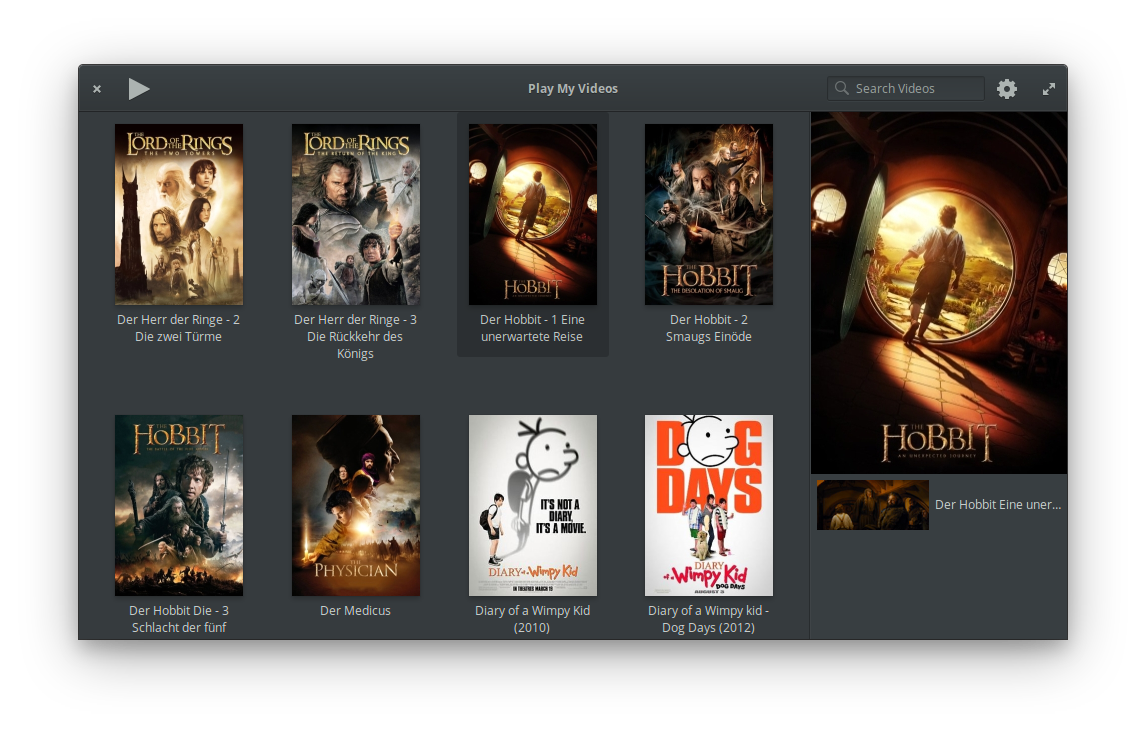 Play My Videos
Search Videos
THE
LORD OF THE RINGS
THE TWO TOWERS
Der Herr der Ringe - 2
Die zwei Türme
THE
LORD OF THE RINGS
THE RETURN OF THE KING
Der Herr der Ringe - 3
Die Rückkehr des
Königs
THE
HOBBIT
AN UNEXPECTED JOURNEY
Der Hobbit - 1 Eine
unerwartete Reise
THE
HOBBIT
THE DESOLATION OF SMAUG
Der Hobbit - 2
Smaugs Einöde
THE
HOBBIT
THE BATTLE OF THE FIVE ARMIES
Der Hobbit Die - 3
Schlacht der fünf
THE
PHYSICIAN
Der Medicus
IT'S NOT A
DIARY,
IT'S A MOVIE.
DIARY of a Wimpy Kid
IN THEATRES MARCH 19
Diary of a Wimpy Kid
(2010)
DOG
DAYS
DIARY
of a Wimpy Kid
DOG DAYS
AUGUST 3
Diary of a Wimpy kid -
Dog Days (2012)
THE
HOBBIT
AN UNEXPECTED JOURNEY
Der Hobbit Eine uner...